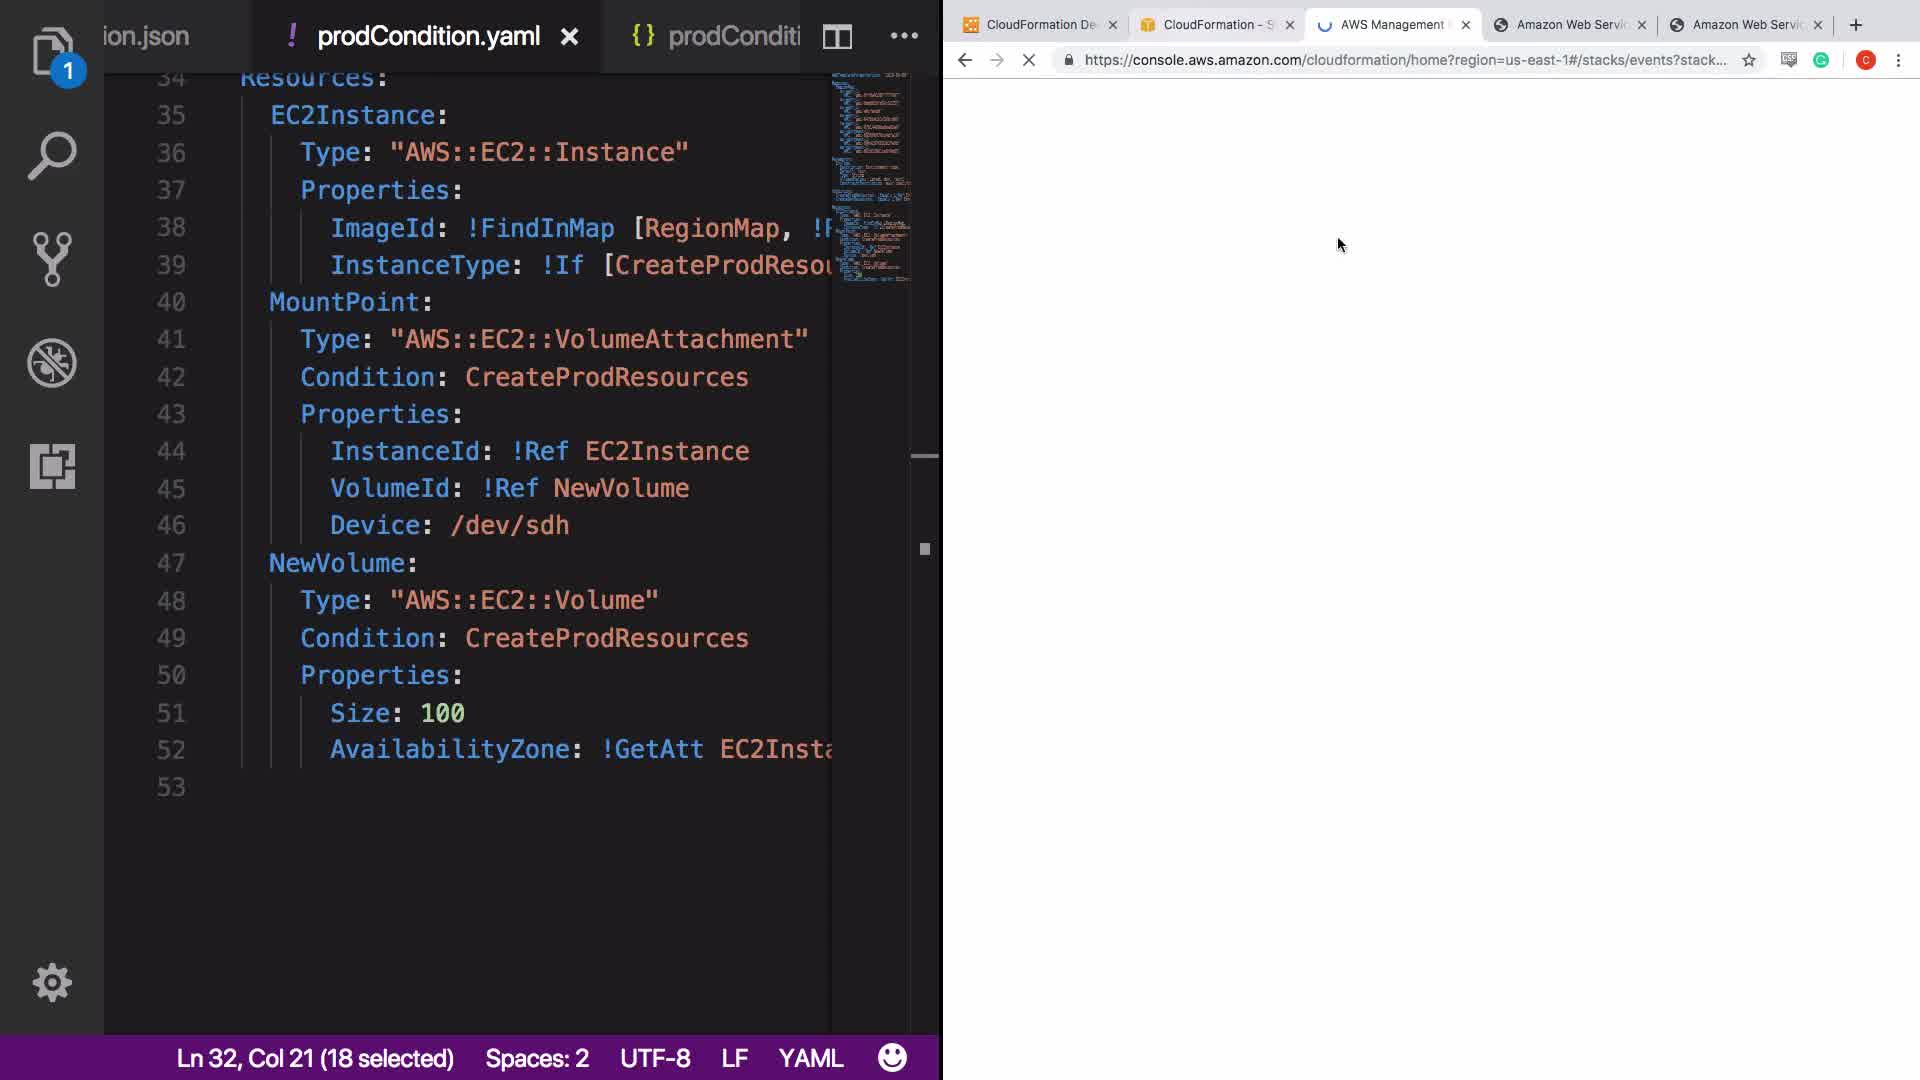 ion.json
! prodCondition.yaml
{} prodConditi
1
34 Resources:
35 EC2Instance:
36 Type: "AWS::EC2::Instance"
37 Properties:
38 ImageId: !FindInMap [RegionMap,
39 InstanceType: !If [CreateProdResou
40 MountPoint:
41 Type: "AWS::EC2::VolumeAttachment"
42 Condition: CreateProdResources
43 Properties:
44 InstanceId: !Ref EC2Instance
45 VolumeId: !Ref NewVolume
46 Device: /dev/sdh
47 NewVolume:
48 Type: "AWS::EC2::Volume"
49 Condition: CreateProdResources
50 Properties:
51 Size: 100
52 AvailabilityZone: !GetAtt EC2Insta
53
Ln 32, Col 21 (18 selected) Spaces: 2 UTF-8 LF YAML
CloudFormation De
CloudFormation - S
AWS Management
Amazon Web Servic
Amazon Web Servic
https://console.aws.amazon.com/cloudformation/home?region=us-east-1#/stacks/events?stack...
C